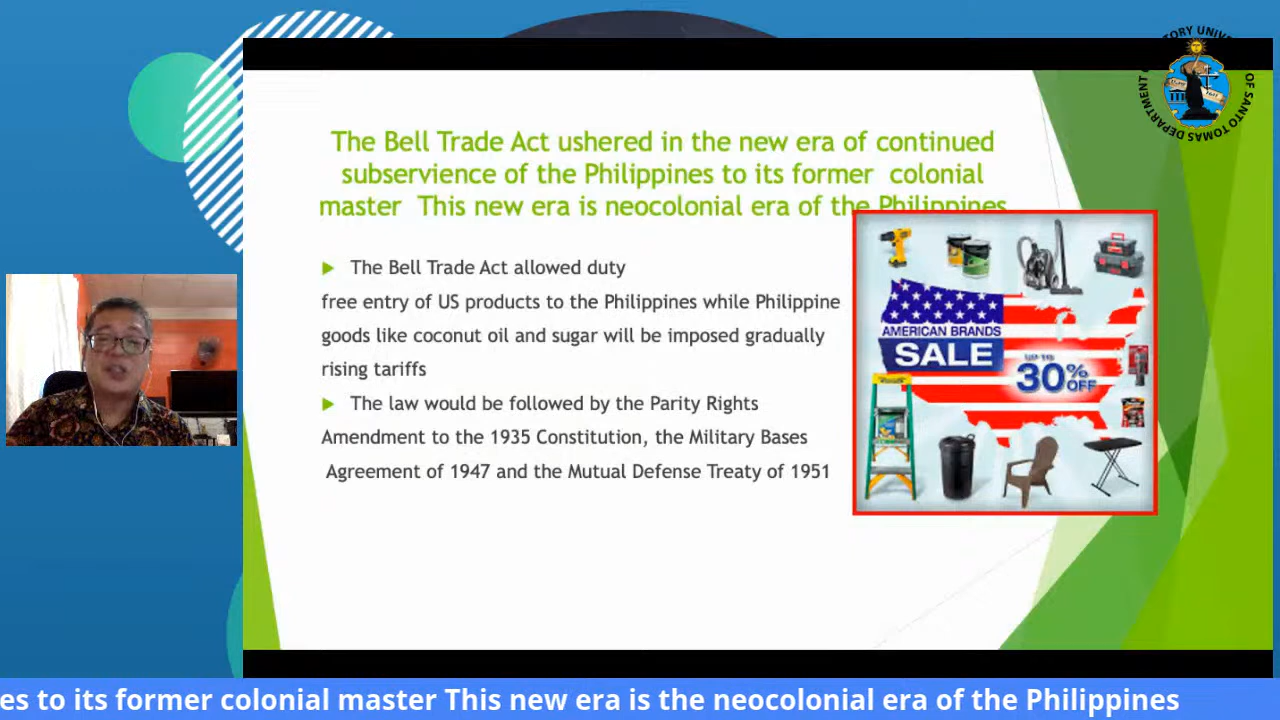 The Bell Trade Act ushered in the new era of continued
subservience of the Philippines to its former colonial
master This new era is neocolonial era of the Philippines
The Bell Trade Act allowed duty
free entry of US products to the Philippines while Philippine
goods like coconut oil and sugar will be imposed gradually
rising tariffs
The law would be followed by the Parity Rights
Amendment to the 1935 Constitution, the Military Bases
Agreement of 1947 and the Mutual Defense Treaty of 1951
AMERICAN BRANDS
SALE
UP TO
30%
OFF
OF SANTO TOMAS DEPARTMENT
es to its former colonial master This new era is the neocolonial era of the Philippines